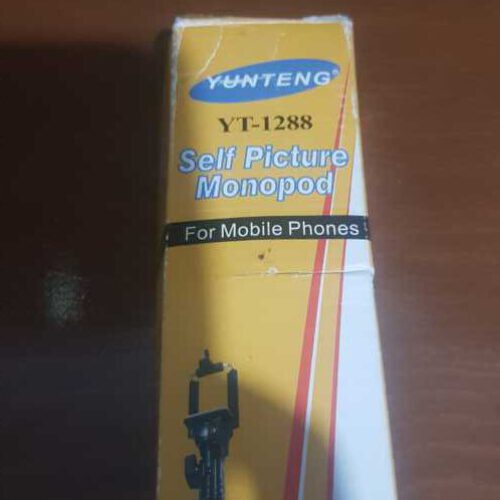 YUNTENG
YT-1288
Self Picture
Monopod
For Mobile Phones